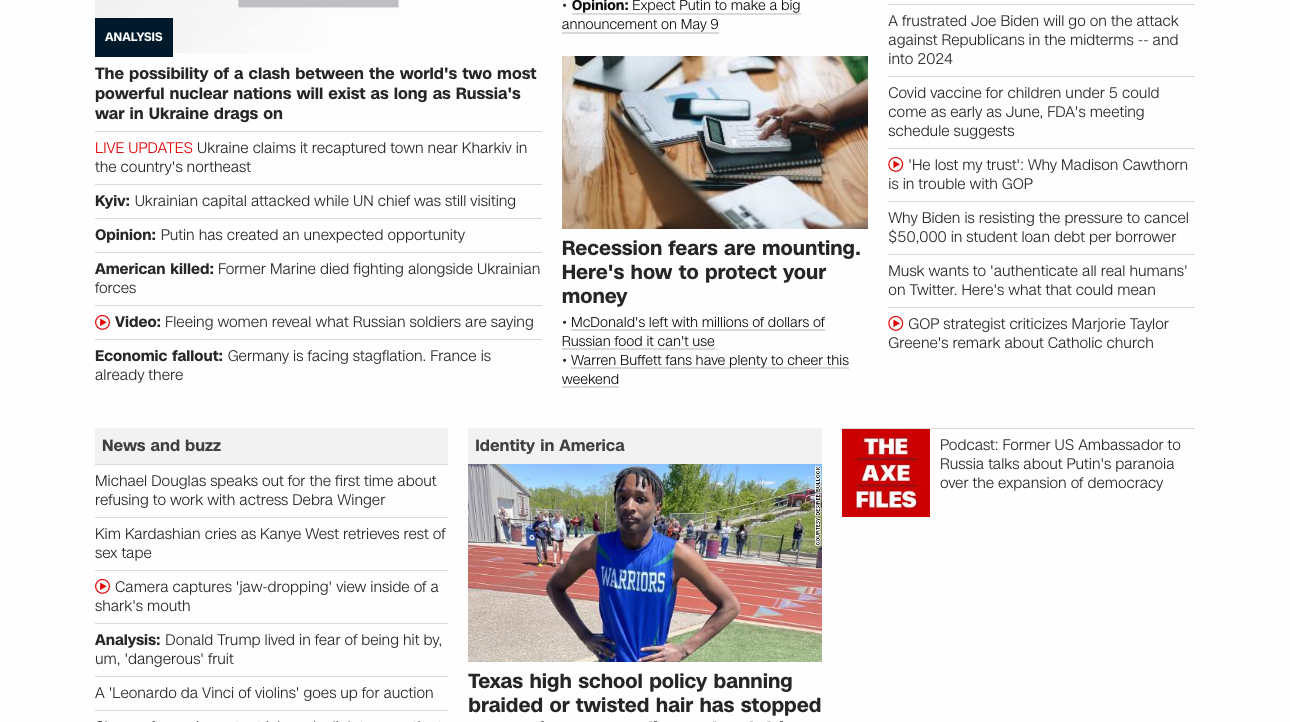 ANALYSIS
The possibility of a clash between the world's two most
powerful nuclear nations will exist as long as Russia's
war in Ukraine drags on
LIVE UPDATES Ukraine claims it recaptured town near Kharkiv in
the country's northeast
Kyiv: Ukrainian capital attacked while UN chief was still visiting
Opinion: Putin has created an unexpected opportunity
American killed: Former Marine died fighting alongside Ukrainian
forces
Video: Fleeing women reveal what Russian soldiers are saying
Economic fallout: Germany is facing stagflation. France is
already there
• Opinion: Expect Putin to make a big
announcement on May 9
Recession fears are mounting.
Here's how to protect your
money
• McDonald's left with millions of dollars of
Russian food it can't use
• Warren Buffett fans have plenty to cheer this
weekend
A frustrated Joe Biden will go on the attack
against Republicans in the midterms -- and
into 2024
Covid vaccine for children under 5 could
come as early as June, FDA's meeting
schedule suggests
'He lost my trust': Why Madison Cawthorn
is in trouble with GOP
Why Biden is resisting the pressure to cancel
$50,000 in student loan debt per borrower
Musk wants to 'authenticate all real humans'
on Twitter. Here's what that could mean
GOP strategist criticizes Marjorie Taylor
Greene's remark about Catholic church
News and buzz
Michael Douglas speaks out for the first time about
refusing to work with actress Debra Winger
Kim Kardashian cries as Kanye West retrieves rest of
sex tape
Camera captures 'jaw-dropping' view inside of a
shark's mouth
Analysis: Donald Trump lived in fear of being hit by,
um, 'dangerous' fruit
A 'Leonardo da Vinci of violins' goes up for auction
Identity in America
COURTESY DESIREE BULLOCK
WARRIORS
Texas high school policy banning
braided or twisted hair has stopped
THE
AXE
FILES
Podcast: Former US Ambassador to
Russia talks about Putin's paranoia
over the expansion of democracy